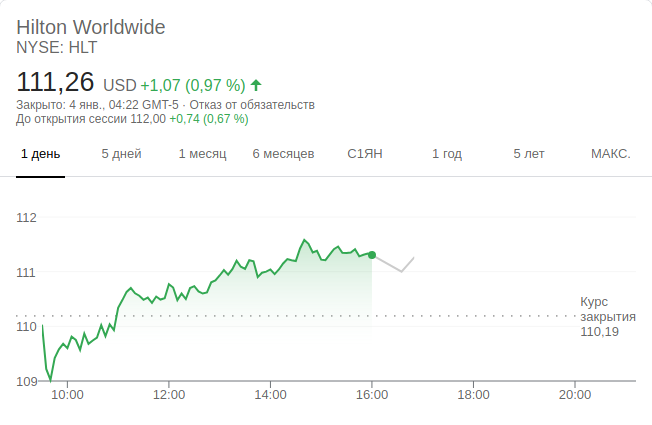 Hilton Worldwide
NYSE: HLT
111,26 USD +1,07 (0,97 %)
Закрыто: 4 янв., 04:22 GMT-5 · Отказ от обязательств
До открытия сессии 112,00 +0,74 (0,67 %)
1 день 5 дней 1 месяц 6 месяцев С1ЯН 1 год 5 лет МАКС.
112
111
Курс
закрытия
110,19
110
109
10:00 12:00 14:00 16:00 18:00 20:00